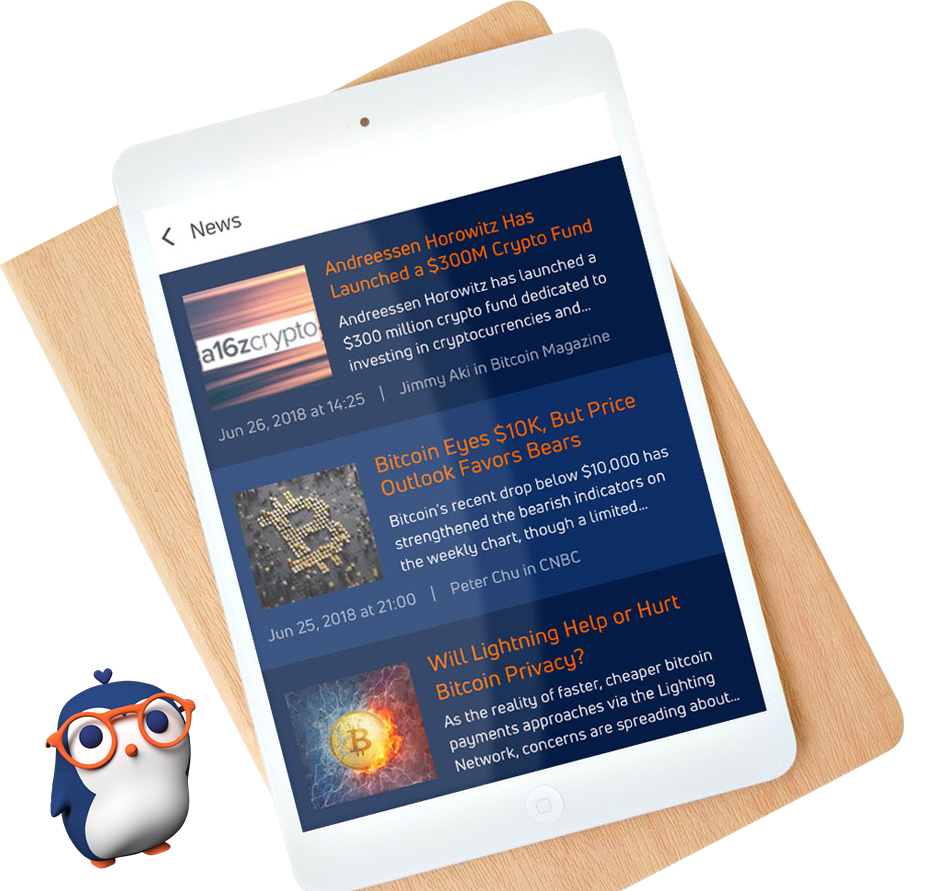 News
Andreessen Horowitz Has
Launched a $300M Crypto Fund
Andreessen Horowitz has launched a
$300 million crypto fund dedicated to
investing in cryptocurrencies and...
a16zcrypto
Jun 26, 2018 at 14:25 | Jimmy Aki in Bitcoin Magazine
Bitcoin Eyes $10K, But Price
Outlook Favors Bears
Bitcoin's recent drop below $10,000 has
strengthened the bearish indicators on
the weekly chart, though a limited...
Jun 25, 2018 at 21:00 | Peter Chu in CNBC
Will Lightning Help or Hurt
Bitcoin Privacy?
As the reality of faster, cheaper bitcoin
payments approaches via the Lighting
Network, concerns are spreading about...